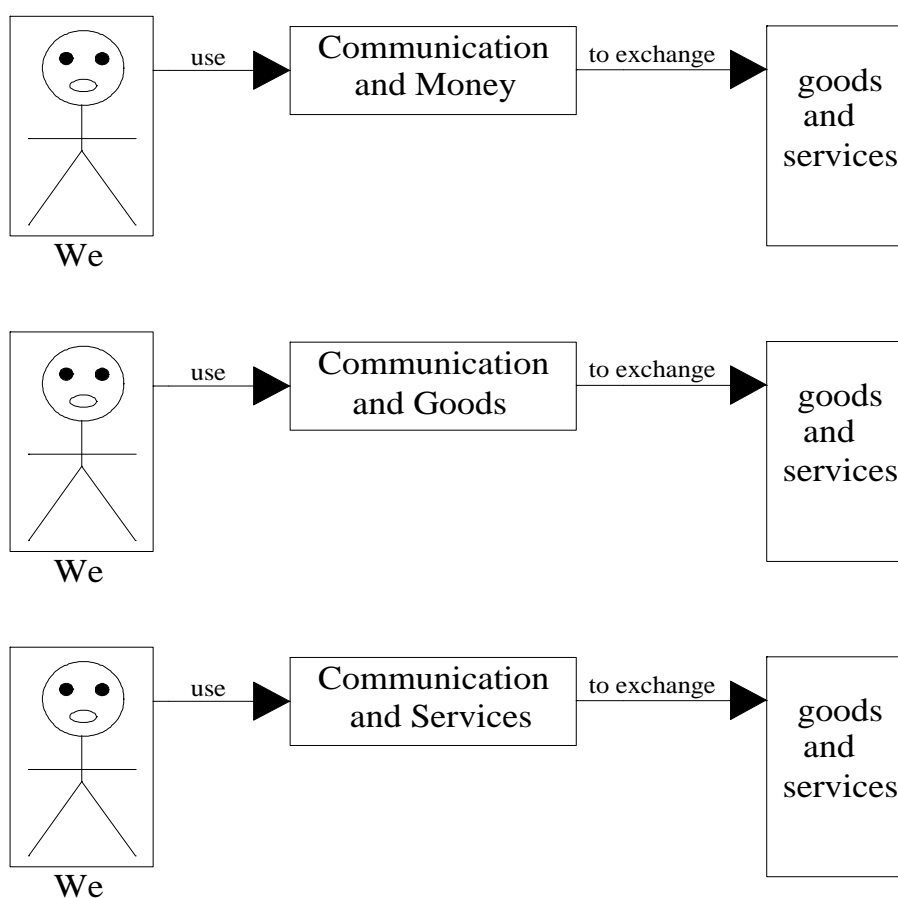 use
Communication
and Money
to exchange
goods
and
services
We
use
Communication
and Goods
to exchange
goods
and
services
We
use
Communication
and Services
to exchange
goods
and
services
We